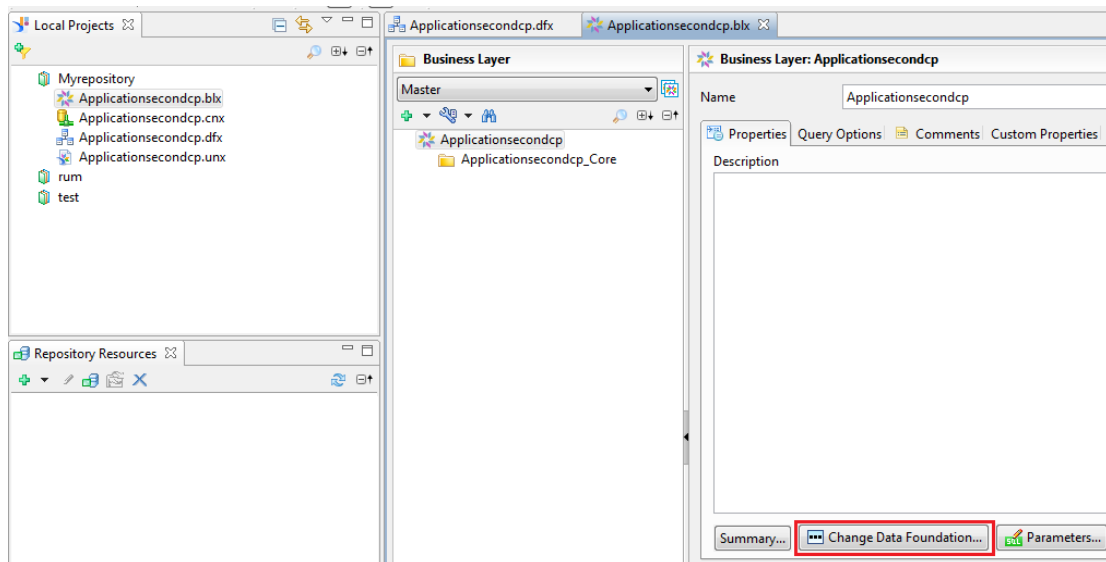 Local Projects
Myrepository
Applicationsecondcp.blx
Applicationsecondcp.cnx
Applicationsecondcp.dfx
Applicationsecondcp.unx
rum
test
Repository Resources
Applicationsecondcp.dfx
Applicationsecondcp.blx
Business Layer
Master
Applicationsecondcp
Applicationsecondcp_Core
Business Layer: Applicationsecondcp
Name Applicationsecondcp
Properties Query Options Comments Custom Properties
Description
Summary... Change Data Foundation... Parameters...